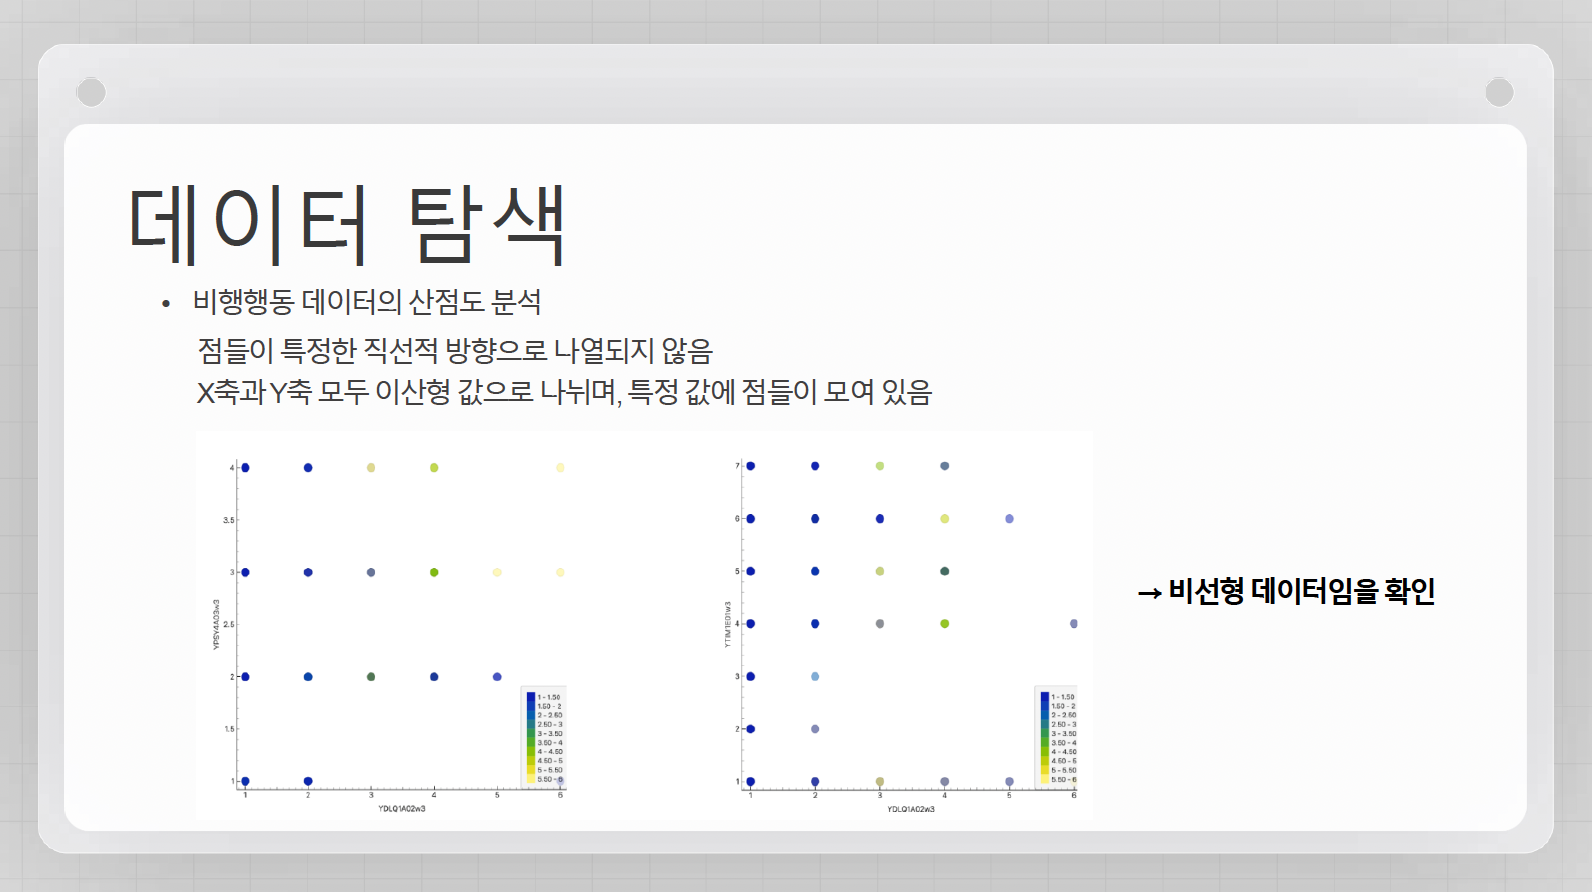 데이터 탐색
• 비행행동 데이터의 산점도 분석
점들이 특정한 직선적 방향으로 나열되지 않음
X축과 Y축 모두 이산형 값으로 나뉘며, 특정 값에 점들이 모여 있음
4
3.5
3
2.5
2
1.5
1
YPSY4A03w3
1 2 3 4 5 6
YDLQ1A02w3
1 - 1.50
1.50 - 2
2 - 2.50
2.50 - 3
3 - 3.50
3.50 - 4
4 - 4.50
4.50 - 5
5 - 5.50
5.50 - 6
7
6
5
4
3
2
1
YTIM1E01w3
1 2 3 4 5 6
YDLQ1A02w3
1 - 1.50
1.50 - 2
2 - 2.50
2.50 - 3
3 - 3.50
3.50 - 4
4 - 4.50
4.50 - 5
5 - 5.50
5.50 - 6
→ 비선형 데이터임을 확인